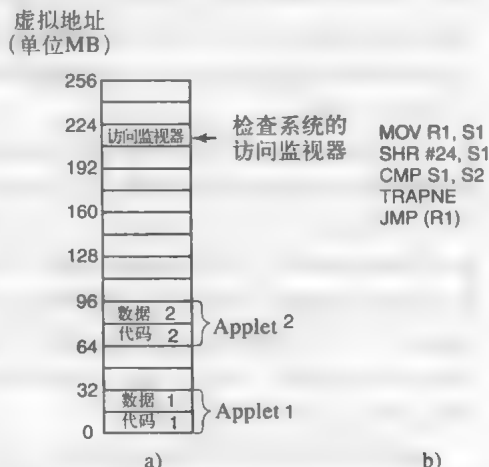 虚拟地址
(单位MB)
256
224
访问监视器
检查系统的
访问监视器
192
160
128
96
数据 2
代码 2
Applet 2
64
32
数据 1
代码 1
Applet 1
0
a)
MOV R1, S1
SHR #24, S1
CMP S1, S2
TRAPNE
JMP (R1)
b)